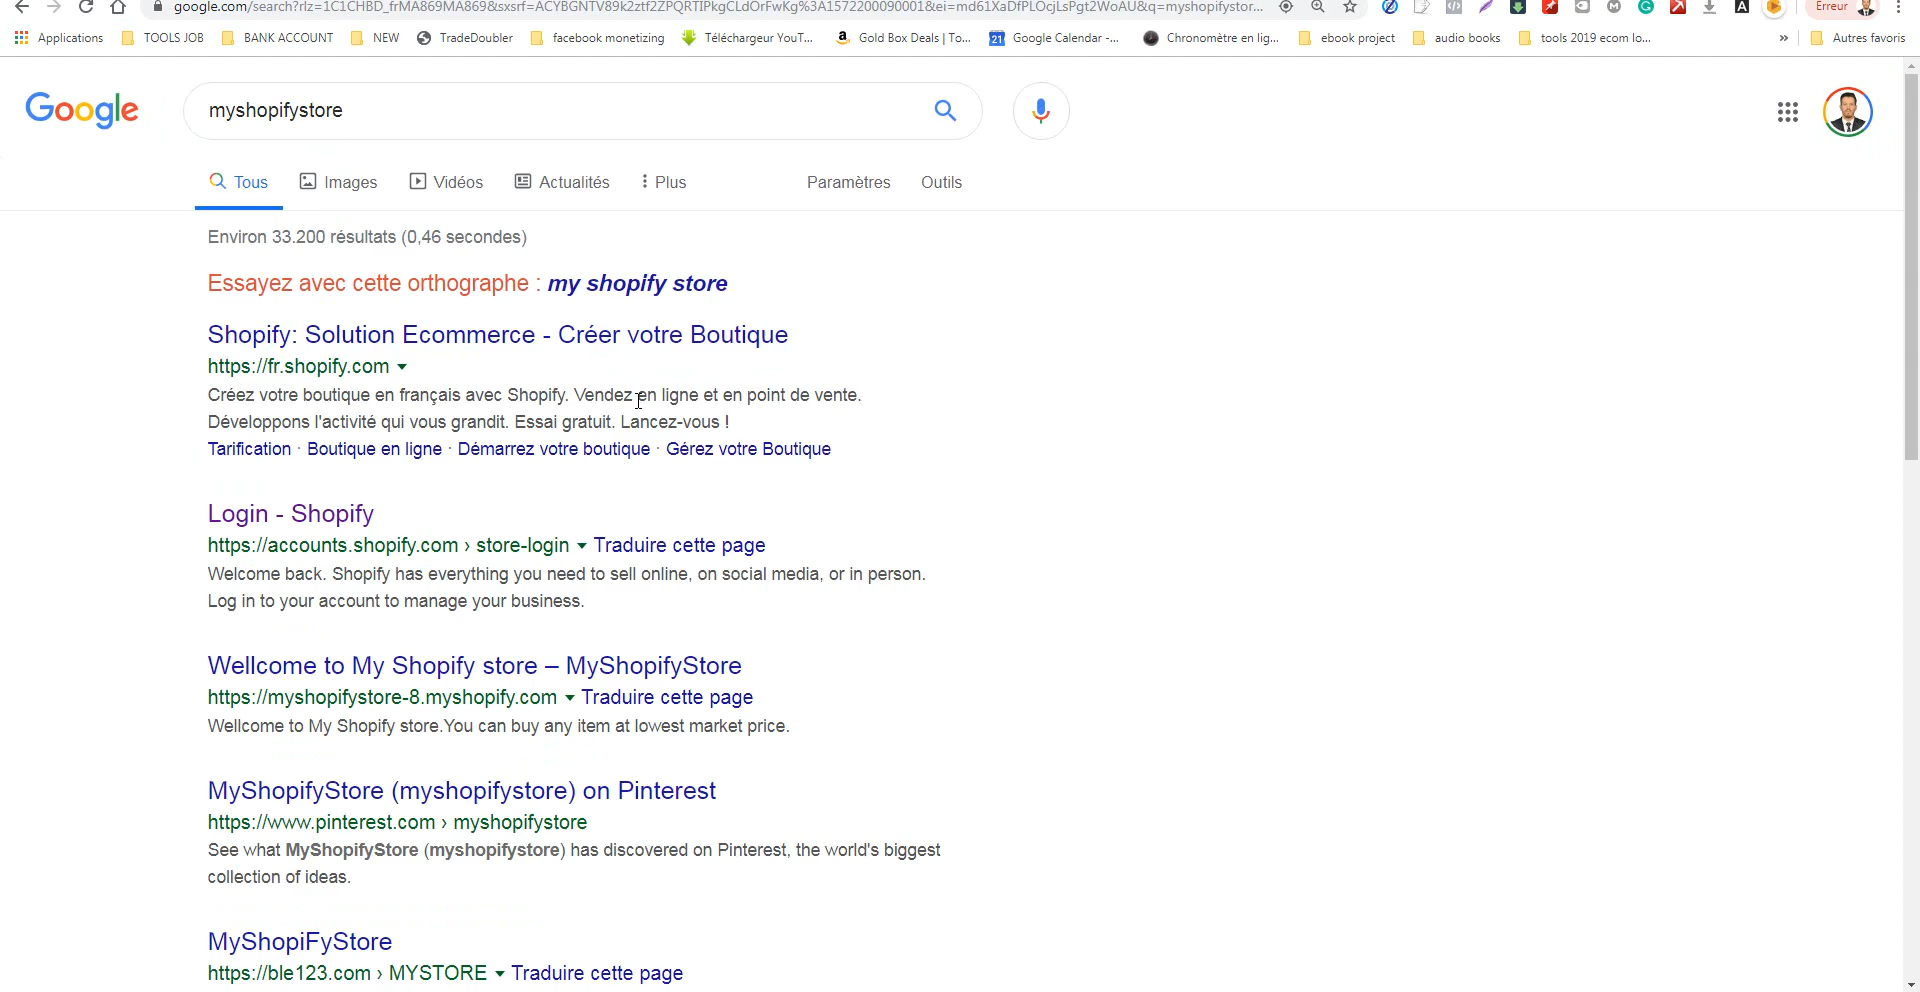 google.com/search?rlz=1C1CHBD_frMA869MA869&sxsrf=ACYBGNTV89k2ztf2ZPQRTIPkgCLdOrFwKg%3A1572200090001&ei=md61XaDfPLOcjLsPgt2WoAU&q=myshopifystor...
Erreur
Applications TOOLS JOB BANK ACCOUNT NEW TradeDoubler facebook monetizing Téléchargeur YouT... Gold Box Deals | To... Google Calendar -... Chronomètre en lig... ebook project audio books tools 2019 ecom lo... » Autres favoris
Google
myshopifystore
Tous Images Vidéos Actualités Plus Paramètres Outils
Environ 33.200 résultats (0,46 secondes)
Essayez avec cette orthographe : my shopify store
Shopify: Solution Ecommerce - Créer votre Boutique
https://fr.shopify.com
Créez votre boutique en français avec Shopify. Vendez en ligne et en point de vente.
Développons l'activité qui vous grandit. Essai gratuit. Lancez-vous !
Tarification · Boutique en ligne · Démarrez votre boutique · Gérez votre Boutique
Login - Shopify
https://accounts.shopify.com › store-login Traduire cette page
Welcome back. Shopify has everything you need to sell online, on social media, or in person.
Log in to your account to manage your business.
Wellcome to My Shopify store – MyShopifyStore
https://myshopifystore-8.myshopify.com Traduire cette page
Wellcome to My Shopify store.You can buy any item at lowest market price.
MyShopifyStore (myshopifystore) on Pinterest
https://www.pinterest.com › myshopifystore
See what MyShopifyStore (myshopifystore) has discovered on Pinterest, the world's biggest
collection of ideas.
MyShopiFyStore
https://ble123.com › MYSTORE Traduire cette page